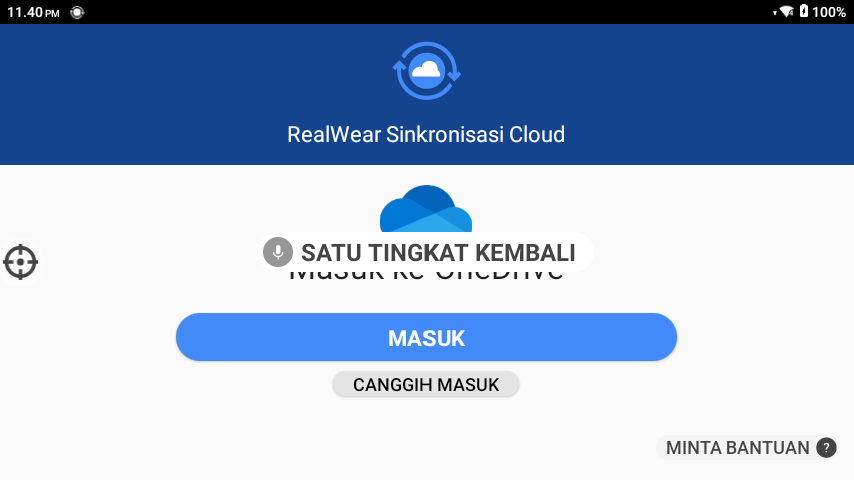 11.40 PM
100%
RealWear Sinkronisasi Cloud
SATU TINGKAT KEMBALI
Masuk ke OneDrive
MASUK
CANGGIH MASUK
MINTA BANTUAN ?